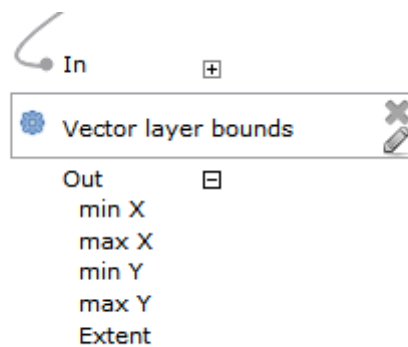 In
Vector layer bounds
Out
min X
max X
min Y
max Y
Extent